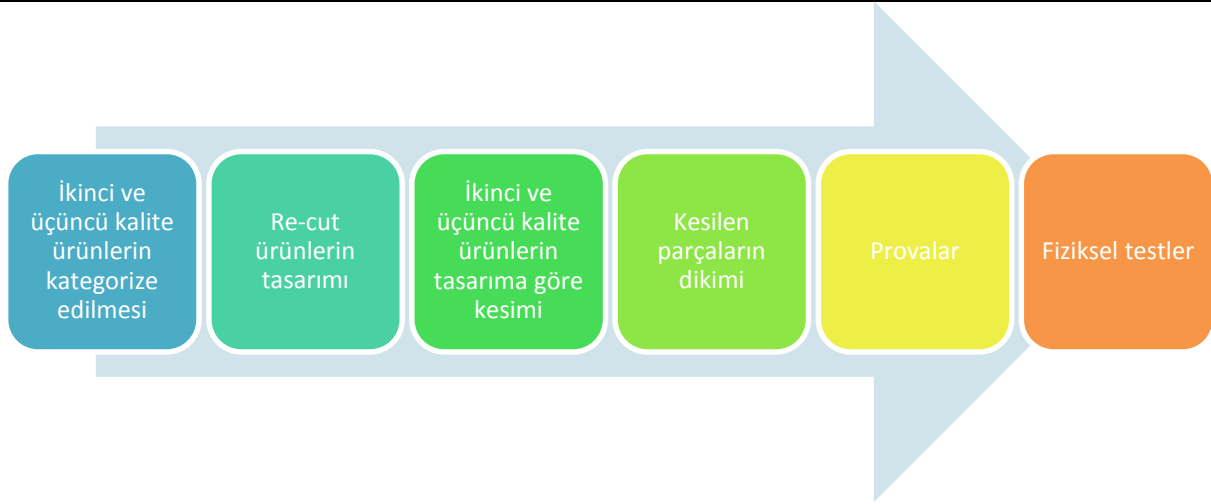 İkinci ve
üçüncü kalite
ürünlerin
kategorize
edilmesi
Re-cut
ürünlerin
tasarımı
İkinci ve
üçüncü kalite
ürünlerin
tasarıma göre
kesimi
Kesilen
parçaların
dikimi
Provalar
Fiziksel testler